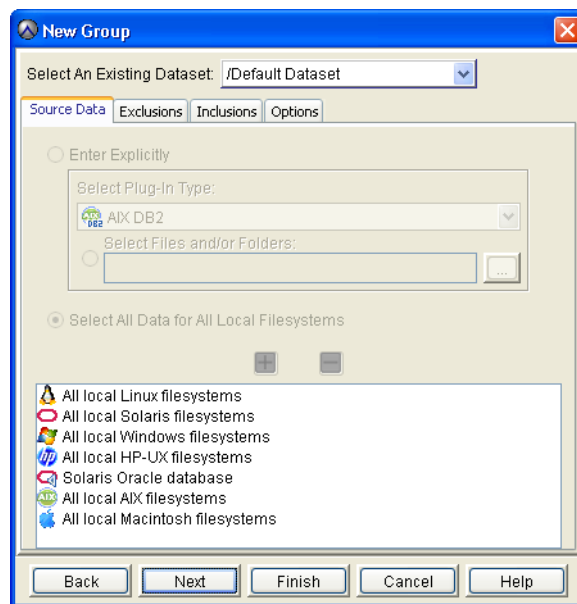 New Group
Select An Existing Dataset: /Default Dataset
Source Data Exclusions Inclusions Options
Enter Explicitly
Select Plug-In Type:
AIX DB2
Select Files and/or Folders:
...
Select All Data for All Local Filesystems
All local Linux filesystems
All local Solaris filesystems
All local Windows filesystems
All local HP-UX filesystems
Solaris Oracle database
All local AIX filesystems
All local Macintosh filesystems
Back Next Finish Cancel Help